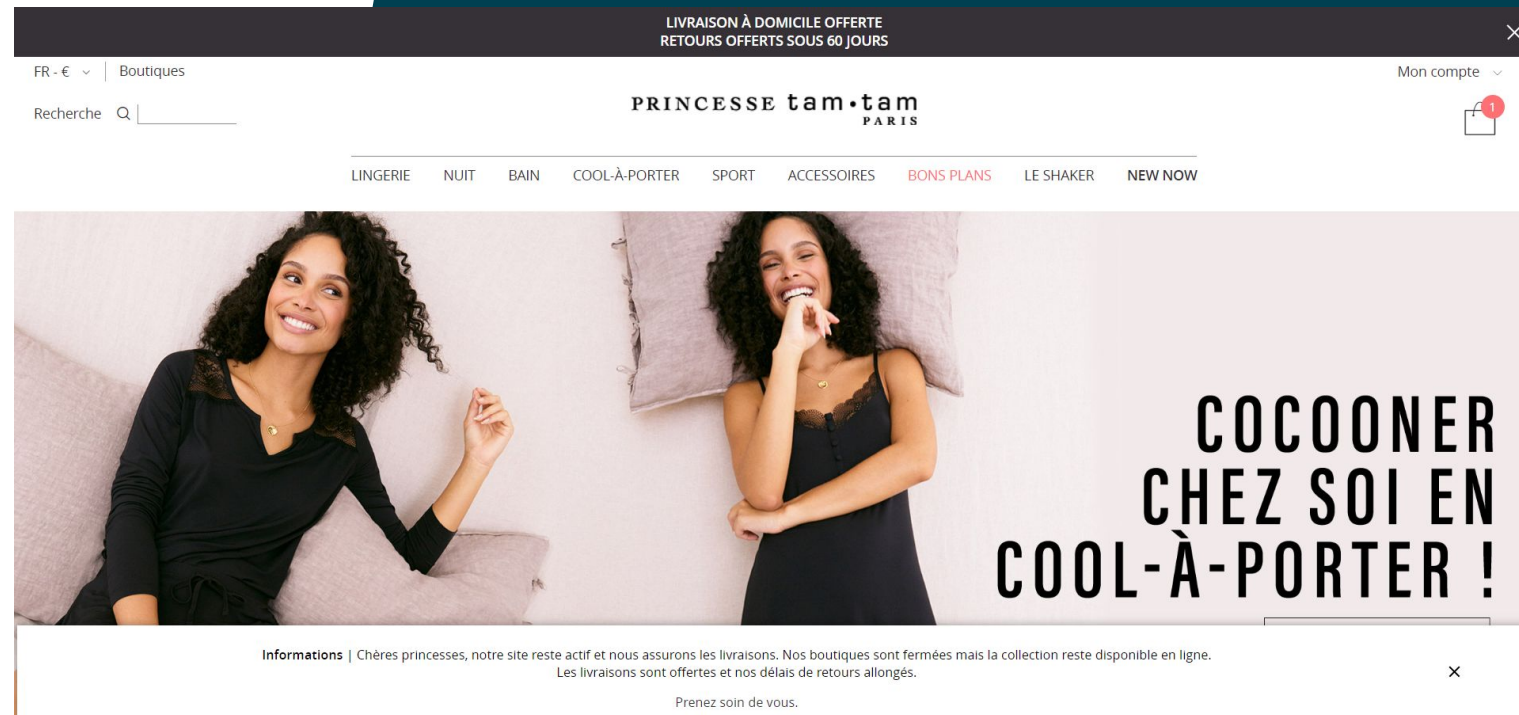 LIVRAISON À DOMICILE OFFERTE
RETOURS OFFERTS SOUS 60 JOURS
FR - €
Boutiques
Mon compte
Recherche
PRINCESSE tam•tam
PARIS
1
LINGERIE NUIT BAIN COOL-À-PORTER SPORT ACCESSOIRES BONS PLANS LE SHAKER NEW NOW
COCOONER
CHEZ SOI EN
COOL-À-PORTER !
Informations | Chères princesses, notre site reste actif et nous assurons les livraisons. Nos boutiques sont fermées mais la collection reste disponible en ligne.
Les livraisons sont offertes et nos délais de retours allongés.
Prenez soin de vous.